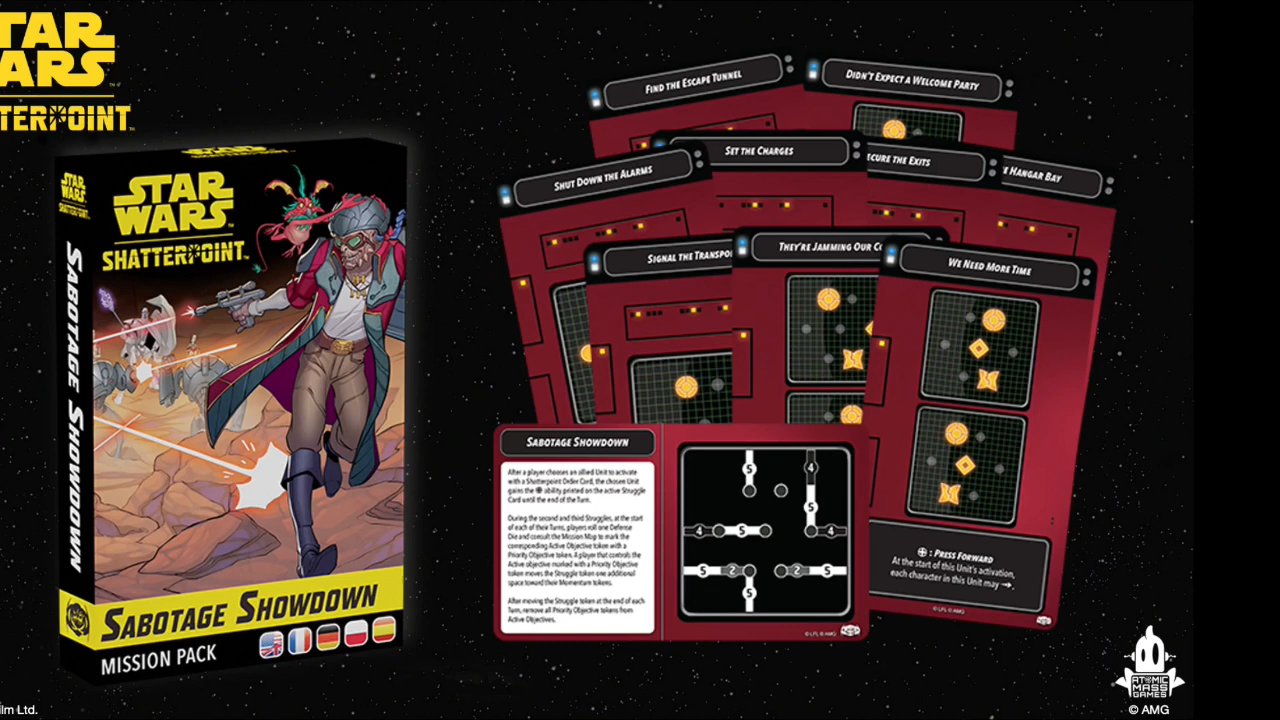 TAR
ARS
TERPOINT
STAR
WARS
STAR
WARS
SHATTERPOINT
STAR
WARS
SHATTERPOINT
SABOTAGE SHOWDOWN
SABOTAGE SHOWDOWN
MISSION PACK
FIND THE ESCAPE TUNNEL
DIDN'T EXPECT A WELCOME PARTY
SHUT DOWN THE ALARMS
SET THE CHARGES
ECURE THE EXITS
E HANGAR BAY
SIGNAL THE TRANSPO
THEY'RE JAMMING OUR CO
WE NEED MORE TIME
SABOTAGE SHOWDOWN
After a player chooses an allied Unit to activate
with a Shatterpoint Order Card, the chosen Unit
gains the ability printed on the active Struggle
Card until the end of the Turn.
During the second and third Struggles, at the start
of each of their Turns, players roll one Defense
Die and consult the Mission Map to mark the
corresponding Active Objective token with a
Priority Objective token. A player that controls the
Active objective marked with a Priority Objective
token moves the Struggle token one additional
space toward their Momentum tokens.
After moving the Struggle token at the end of each
Turn, remove all Priority Objective tokens from
Active Objectives.
5 4
5
4 5 4
5 2 2 5
5
© LFL © AMG
: PRESS FORWARD
At the start of this Unit's activation,
each character in this Unit may
© LFL © AMG
ATOMIC
MASS
GAMES
© AMG
ilm Ltd.